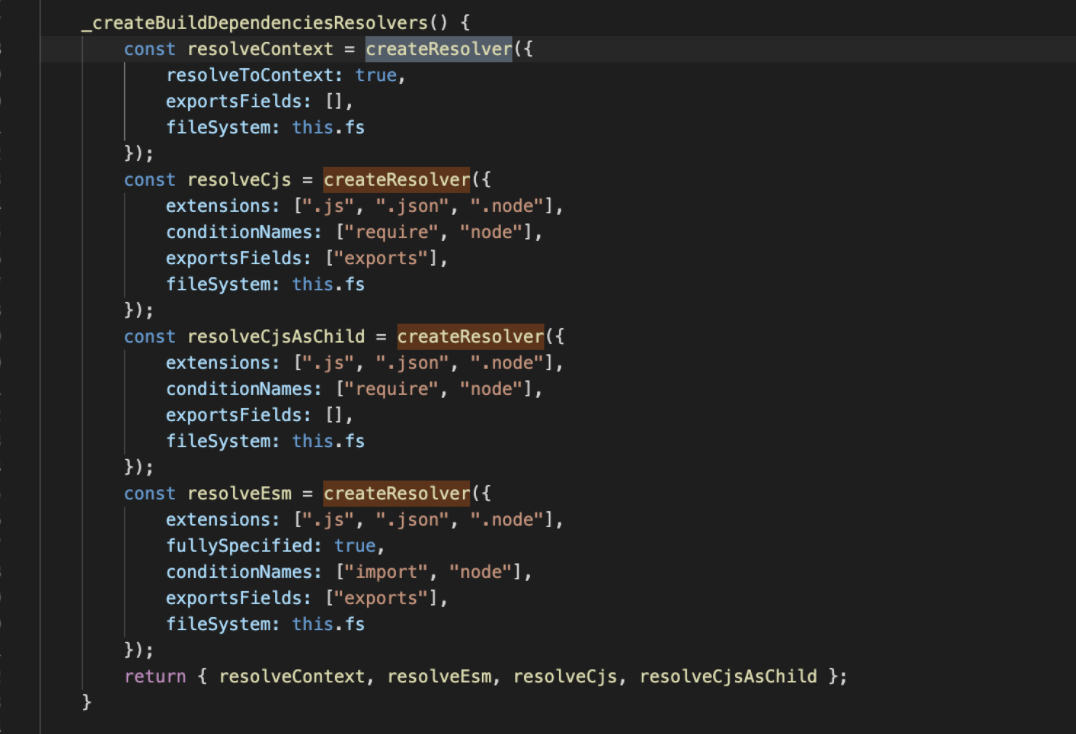 _createBuildDependenciesResolvers() {
    const resolveContext = createResolver({
        resolveToContext: true,
        exportsFields: [],
        fileSystem: this.fs
    });
    const resolveCjs = createResolver({
        extensions: [".js", ".json", ".node"],
        conditionNames: ["require", "node"],
        exportsFields: ["exports"],
        fileSystem: this.fs
    });
    const resolveCjsAsChild = createResolver({
        extensions: [".js", ".json", ".node"],
        conditionNames: ["require", "node"],
        exportsFields: [],
        fileSystem: this.fs
    });
    const resolveEsm = createResolver({
        extensions: [".js", ".json", ".node"],
        fullySpecified: true,
        conditionNames: ["import", "node"],
        exportsFields: ["exports"],
        fileSystem: this.fs
    });
    return { resolveContext, resolveEsm, resolveCjs, resolveCjsAsChild };
}